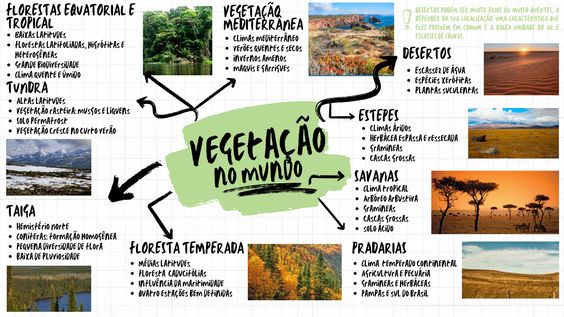 FLORESTAS EQUATORIAL E
TROPICAL
BAIXAS LATITUDES
FLORESTAS LATIFOLIADAS, HIGRÓFITAS E
HETEROGÊNEAS
GRANDE BIODIVERSIDADE
CLIMA QUENTE E ÚMIDO
TUNDRA
ALTAS LATITUDES
VEGETAÇÃO RASTEIRA: MUSGOS E LIQUENS
SOLO PERMAFROST
VEGETAÇÃO CRESCE NO CURTO VERÃO
TAIGA
HEMISFÉRIO NORTE
CONÍFERAS: FORMAÇÃO HOMOGÊNEA
PEQUENA DIVERSIDADE DE FLORA
BAIXA DE PLUVIOSIDADE
VEGETAÇÃO
MEDITERRÂNEA
CLIMAS MEDITERRÂNEO
VERÕES QUENTES E SECOS
INVERNOS AMENOS
MAQUIS E GARRIGUES
VEGETAÇÃO
NO MUNDO
FLORESTA TEMPERADA
MÉDIAS LATITUDES
FLORESTA CADUCIFÓLIAS
INFLUÊNCIA DA MARITIMIDADE
QUATRO ESTAÇÕES BEM DEFINIDAS
DESERTOS PODEM SER MUITO FRIOS OU MUITO QUENTES, A
DEPENDER DA SUA LOCALIZAÇÃO. UMA CARACTERÍSTICA QUE
ELES POSSUEM EM COMUM É A BAIXA UMIDADE DO AR E
ESCASSEZ DE CHUVAS.
DESERTOS
ESCASSEZ DE ÁGUA
ESPÉCIES XERÓFITAS
PLANTAS SUCULENTAS
ESTEPES
CLIMAS ÁRIDOS
HERBÁCEA ESPAÇA E RESSECADA
GRAMÍNEAS
CASCAS GROSSAS
SAVANAS
CLIMA TROPICAL
ARBÓREO ARBUSTIVA
GRAMÍNEAS
CASCAS GROSSAS
SOLO ÁCIDO
PRADARIAS
CLIMA TEMPERADO CONTINENTAL
AGRICULTURA E PECUÁRIA
GRAMÍNEAS E HERBÁCEAS
PAMPAS E SUL DO BRASIL